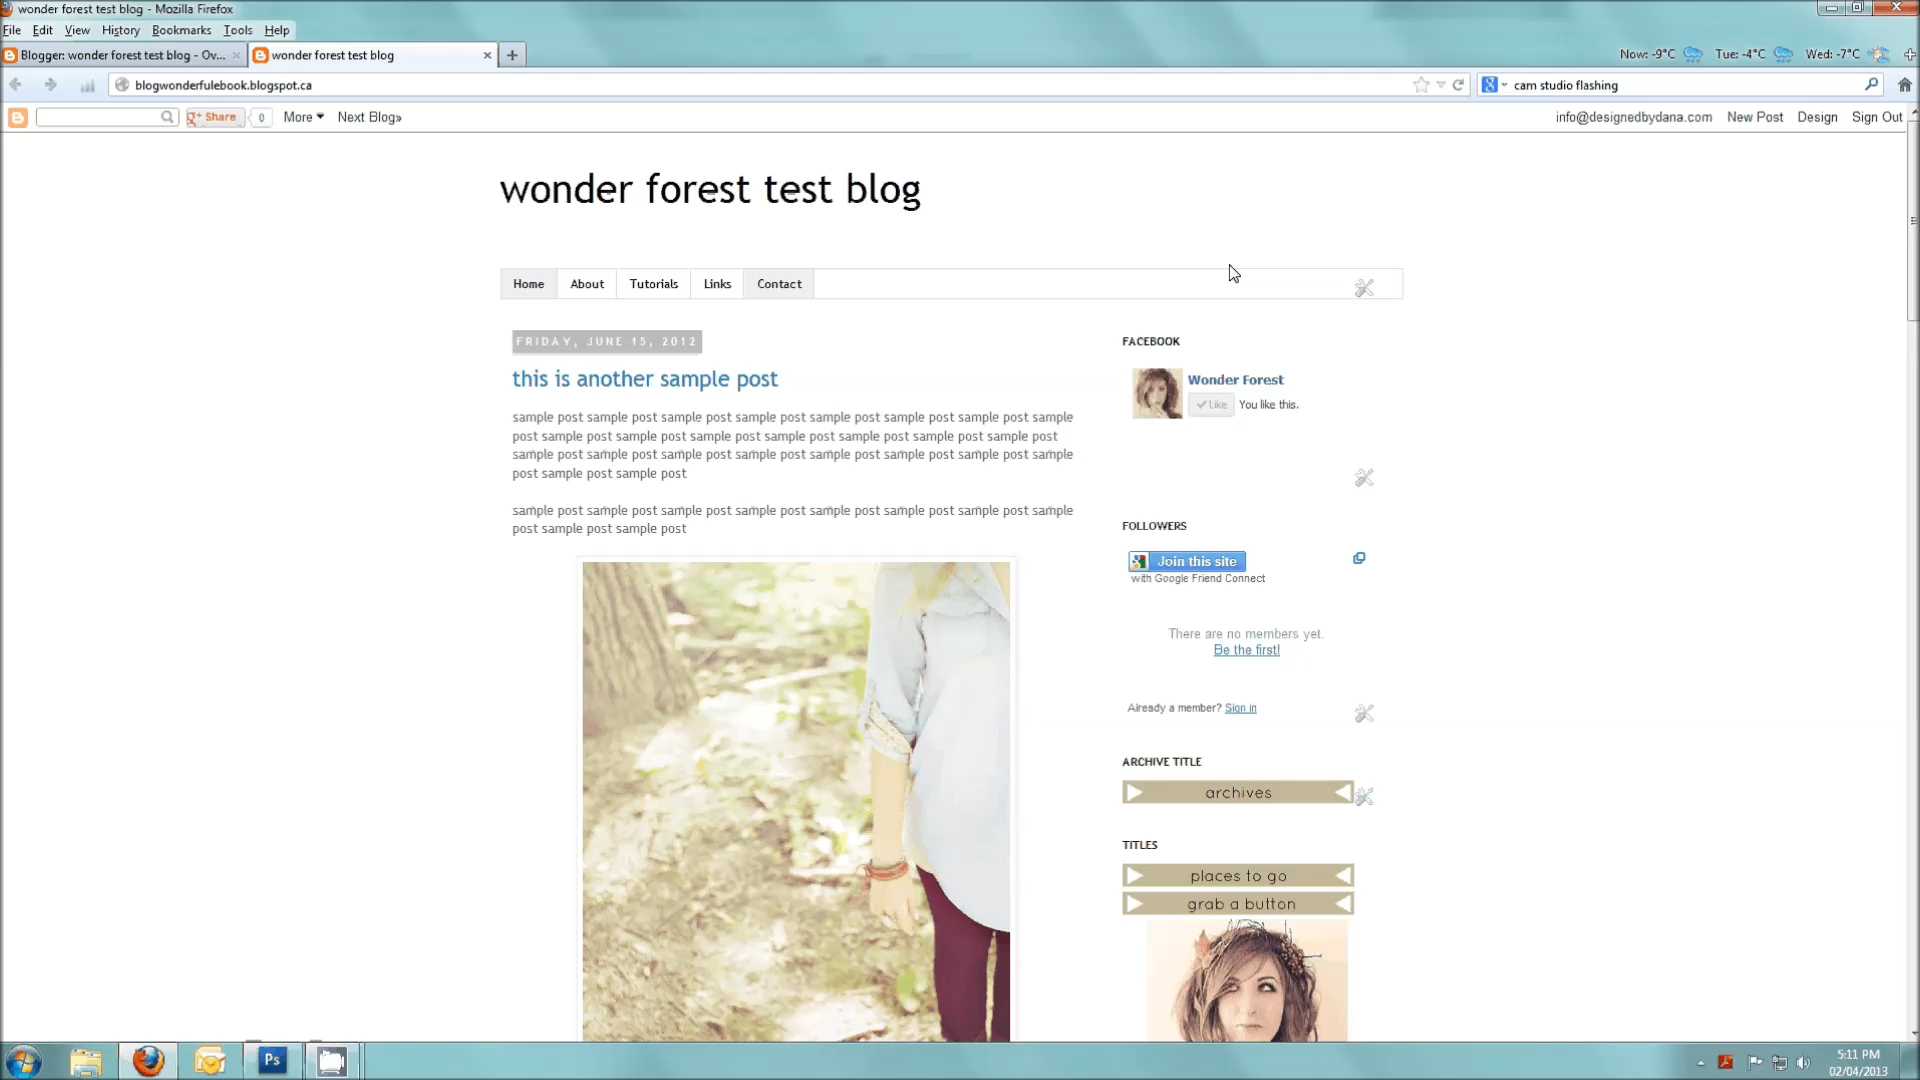 wonder forest test blog - Mozilla Firefox
File Edit View History Bookmarks Tools Help
Blogger: wonder forest test blog - Ov... wonder forest test blog Now: -9°C Tue: -4°C Wed: -7°C
blogwonderfulebook.blogspot.ca cam studio flashing
Share 0 More Next Blog» info@designedbydana.com New Post Design Sign Out
wonder forest test blog
Home About Tutorials Links Contact
FRIDAY, JUNE 15, 2012
this is another sample post
sample post sample post sample post sample post sample post sample post sample post sample
post sample post sample post sample post sample post sample post sample post sample post
sample post sample post sample post sample post sample post sample post sample post sample
post sample post sample post
sample post sample post sample post sample post sample post sample post sample post sample
post sample post sample post
FACEBOOK
Wonder Forest
Like You like this.
FOLLOWERS
Join this site
with Google Friend Connect
There are no members yet.
Be the first!
Already a member? Sign in
ARCHIVE TITLE
archives
TITLES
places to go
grab a button
Ps
5:11 PM
02/04/2013